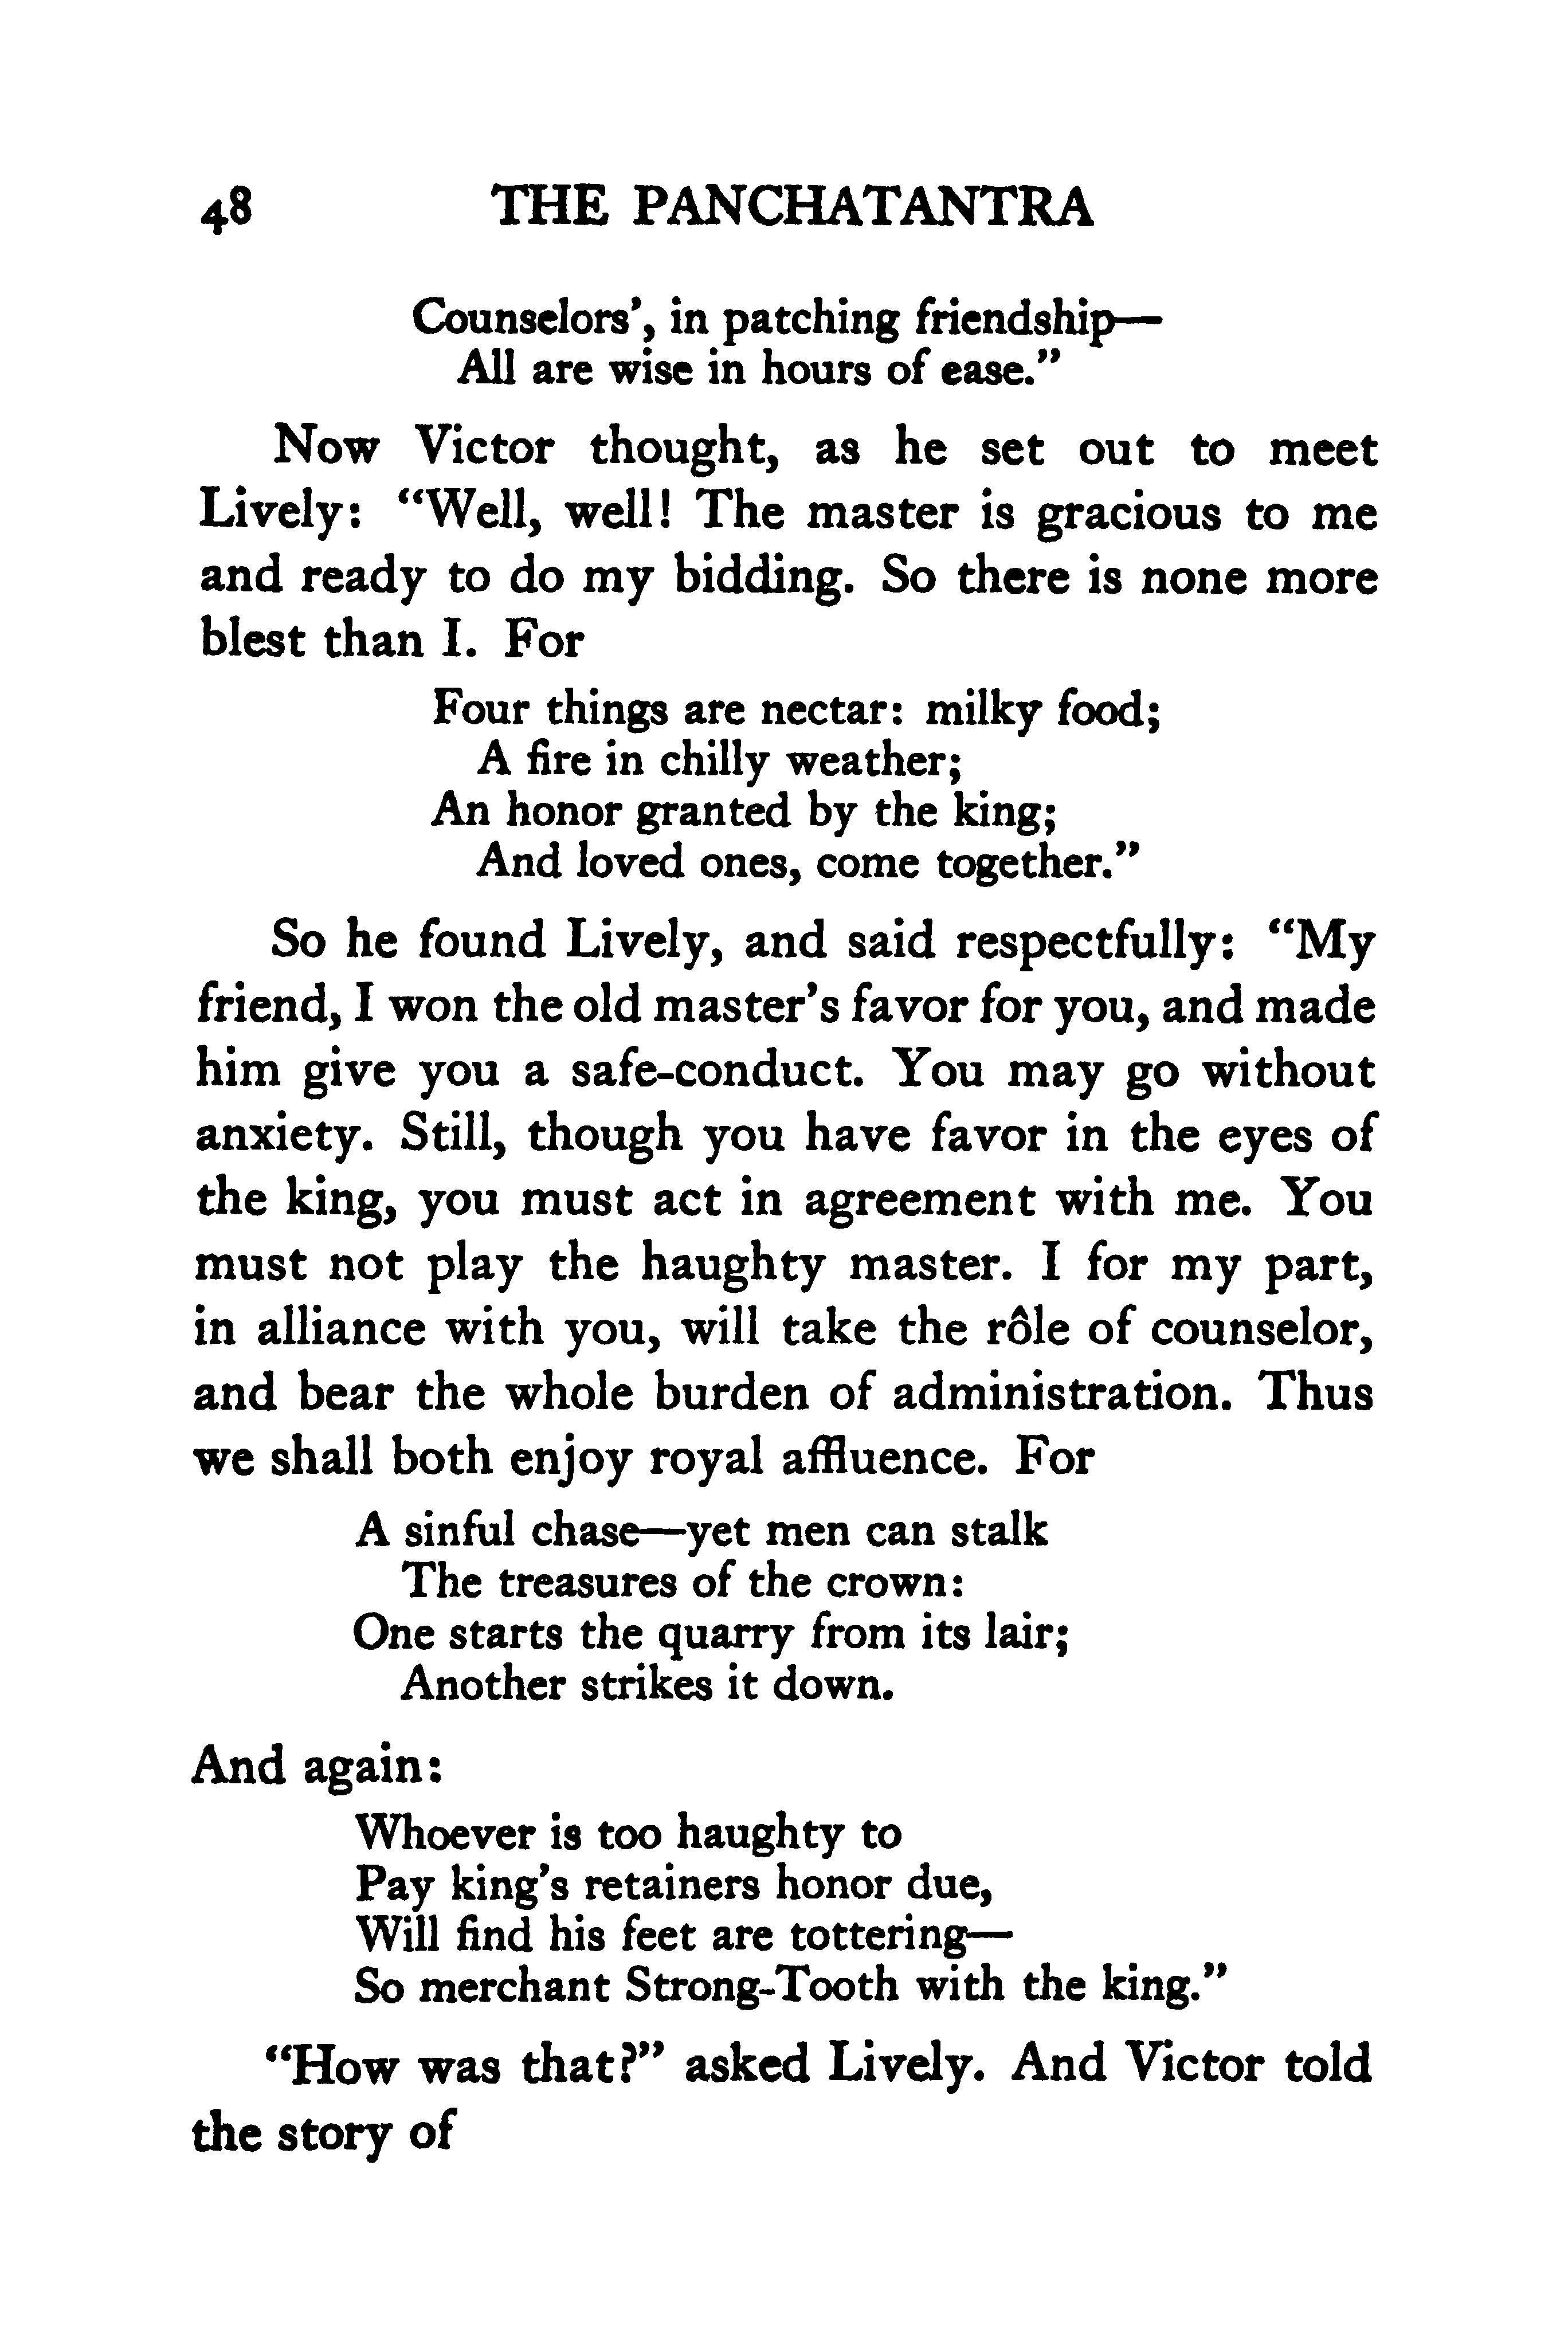 48 THE PANCHATANTRA
Counselors', in patching friendship—
All are wise in hours of ease."
Now Victor thought, as he set out to meet
Lively: "Well, well! The master is gracious to me
and ready to do my bidding. So there is none more
blest than I. For
Four things are nectar: milky food;
A fire in chilly weather;
An honor granted by the king;
And loved ones, come together."
So he found Lively, and said respectfully: "My
friend, I won the old master's favor for you, and made
him give you a safe-conduct. You may go without
anxiety. Still, though you have favor in the eyes of
the king, you must act in agreement with me. You
must not play the haughty master. I for my part,
in alliance with you, will take the rôle of counselor,
and bear the whole burden of administration. Thus
we shall both enjoy royal affluence. For
A sinful chase—yet men can stalk
The treasures of the crown:
One starts the quarry from its lair;
Another strikes it down.
And again:
Whoever is too haughty to
Pay king's retainers honor due,
Will find his feet are tottering—
So merchant Strong-Tooth with the king."
"How was that?" asked Lively. And Victor told
the story of